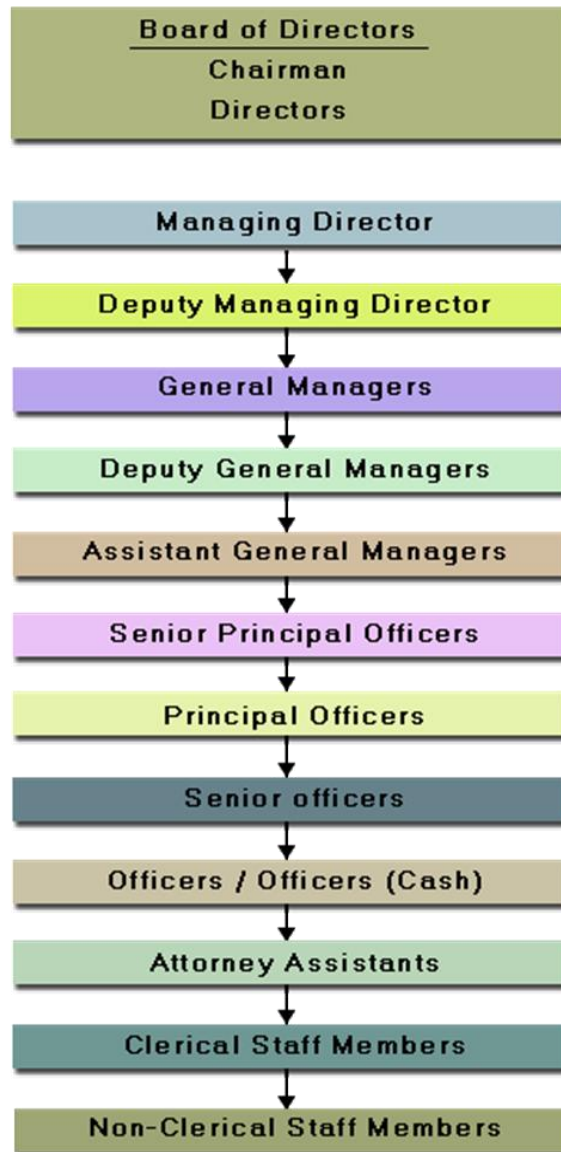 Board of Directors
Chairman
Directors
Managing Director
Deputy Managing Director
General Managers
Deputy General Managers
Assistant General Managers
Senior Principal Officers
Principal Officers
Senior officers
Officers / Officers (Cash)
Attorney Assistants
Clerical Staff Members
Non-Clerical Staff Members